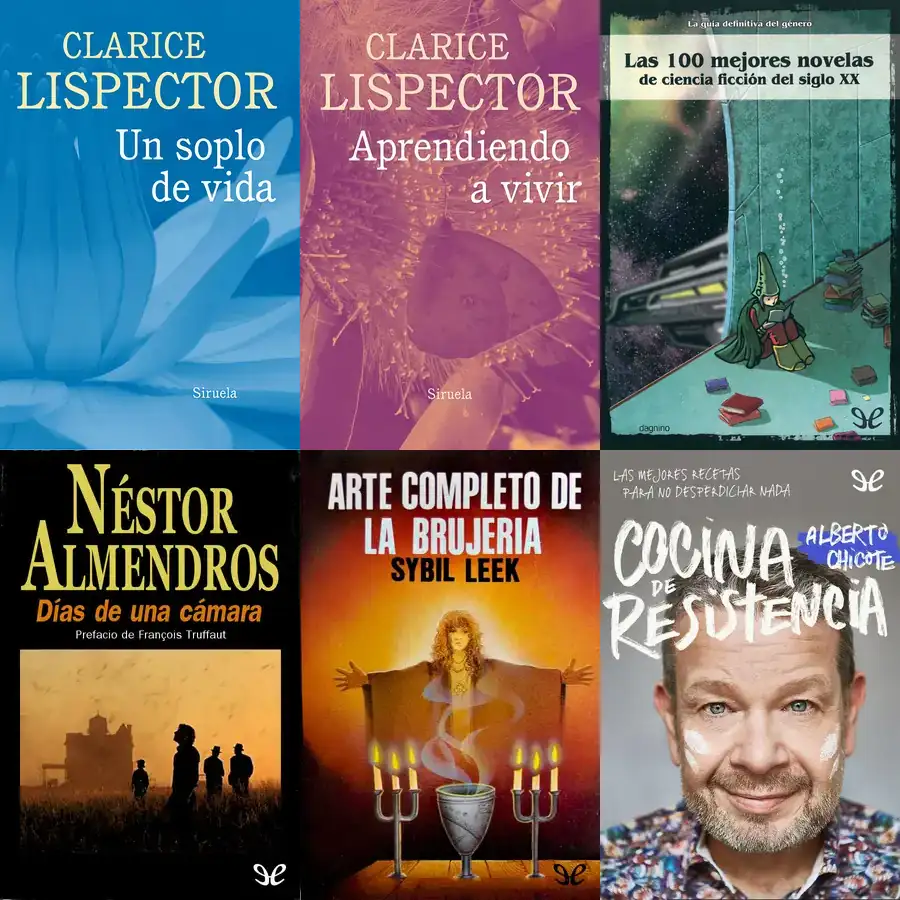 CLARICE
LISPECTOR
Un soplo
de vida
Siruela
CLARICE
LISPECTOR
Aprendiendo
a vivir
Siruela
La guía definitiva del género
Las 100 mejores novelas
de ciencia ficción del siglo XX
dagnino
NÉSTOR
ALMENDROS
Días de una cámara
Prefacio de François Truffaut
ARTE COMPLETO DE
LA BRUJERIA
SYBIL LEEK
LAS MEJORES RECETAS
PARA NO DESPERDICIAR NADA
COCINA
DE
RESISTENCIA
ALBERTO
CHICOTE